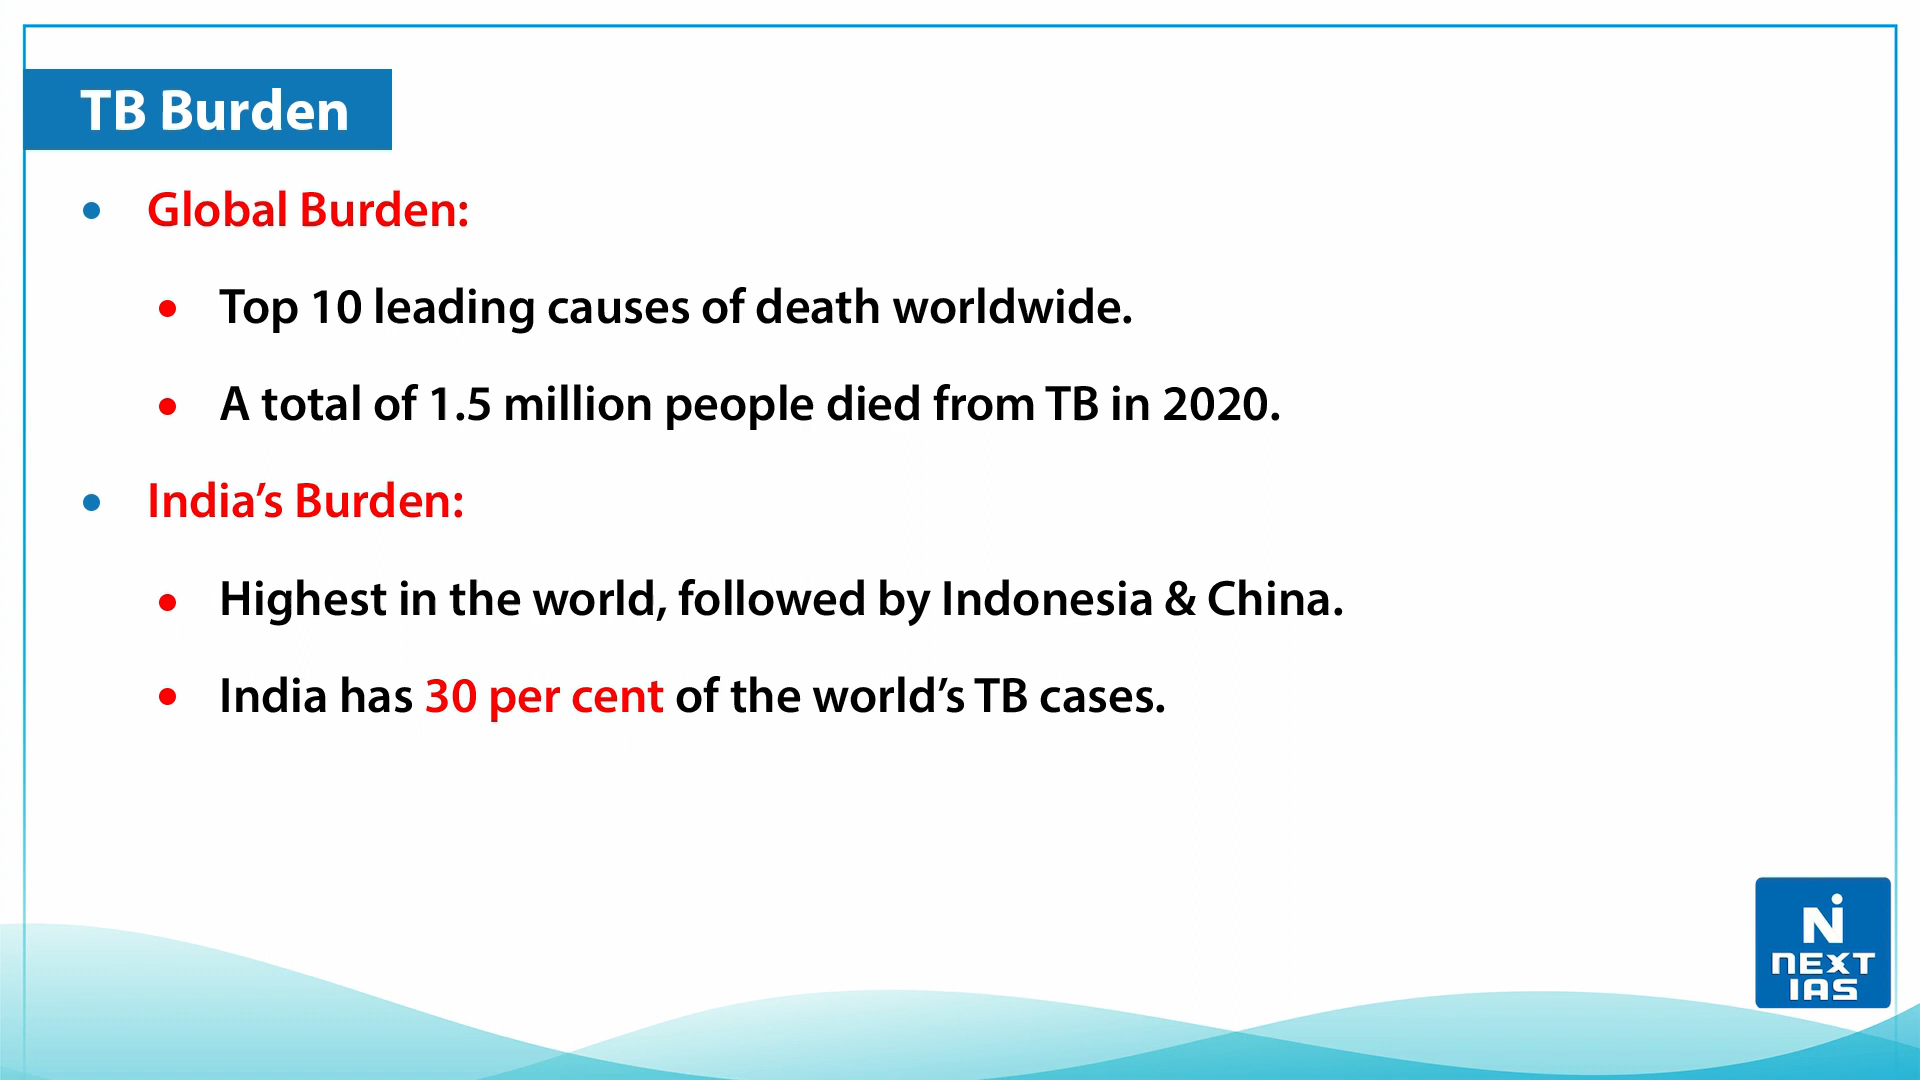 TB Burden
• Global Burden:
• Top 10 leading causes of death worldwide.
• A total of 1.5 million people died from TB in 2020.
• India’s Burden:
• Highest in the world, followed by Indonesia & China.
• India has 30 per cent of the world’s TB cases.
N
NEXT
IAS